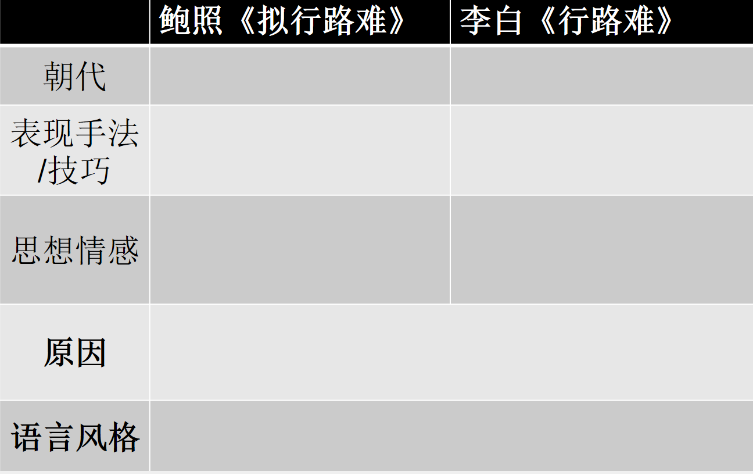 鲍照《拟行路难》 李白《行路难》
朝代
表现手法
/技巧
思想情感
原因
语言风格